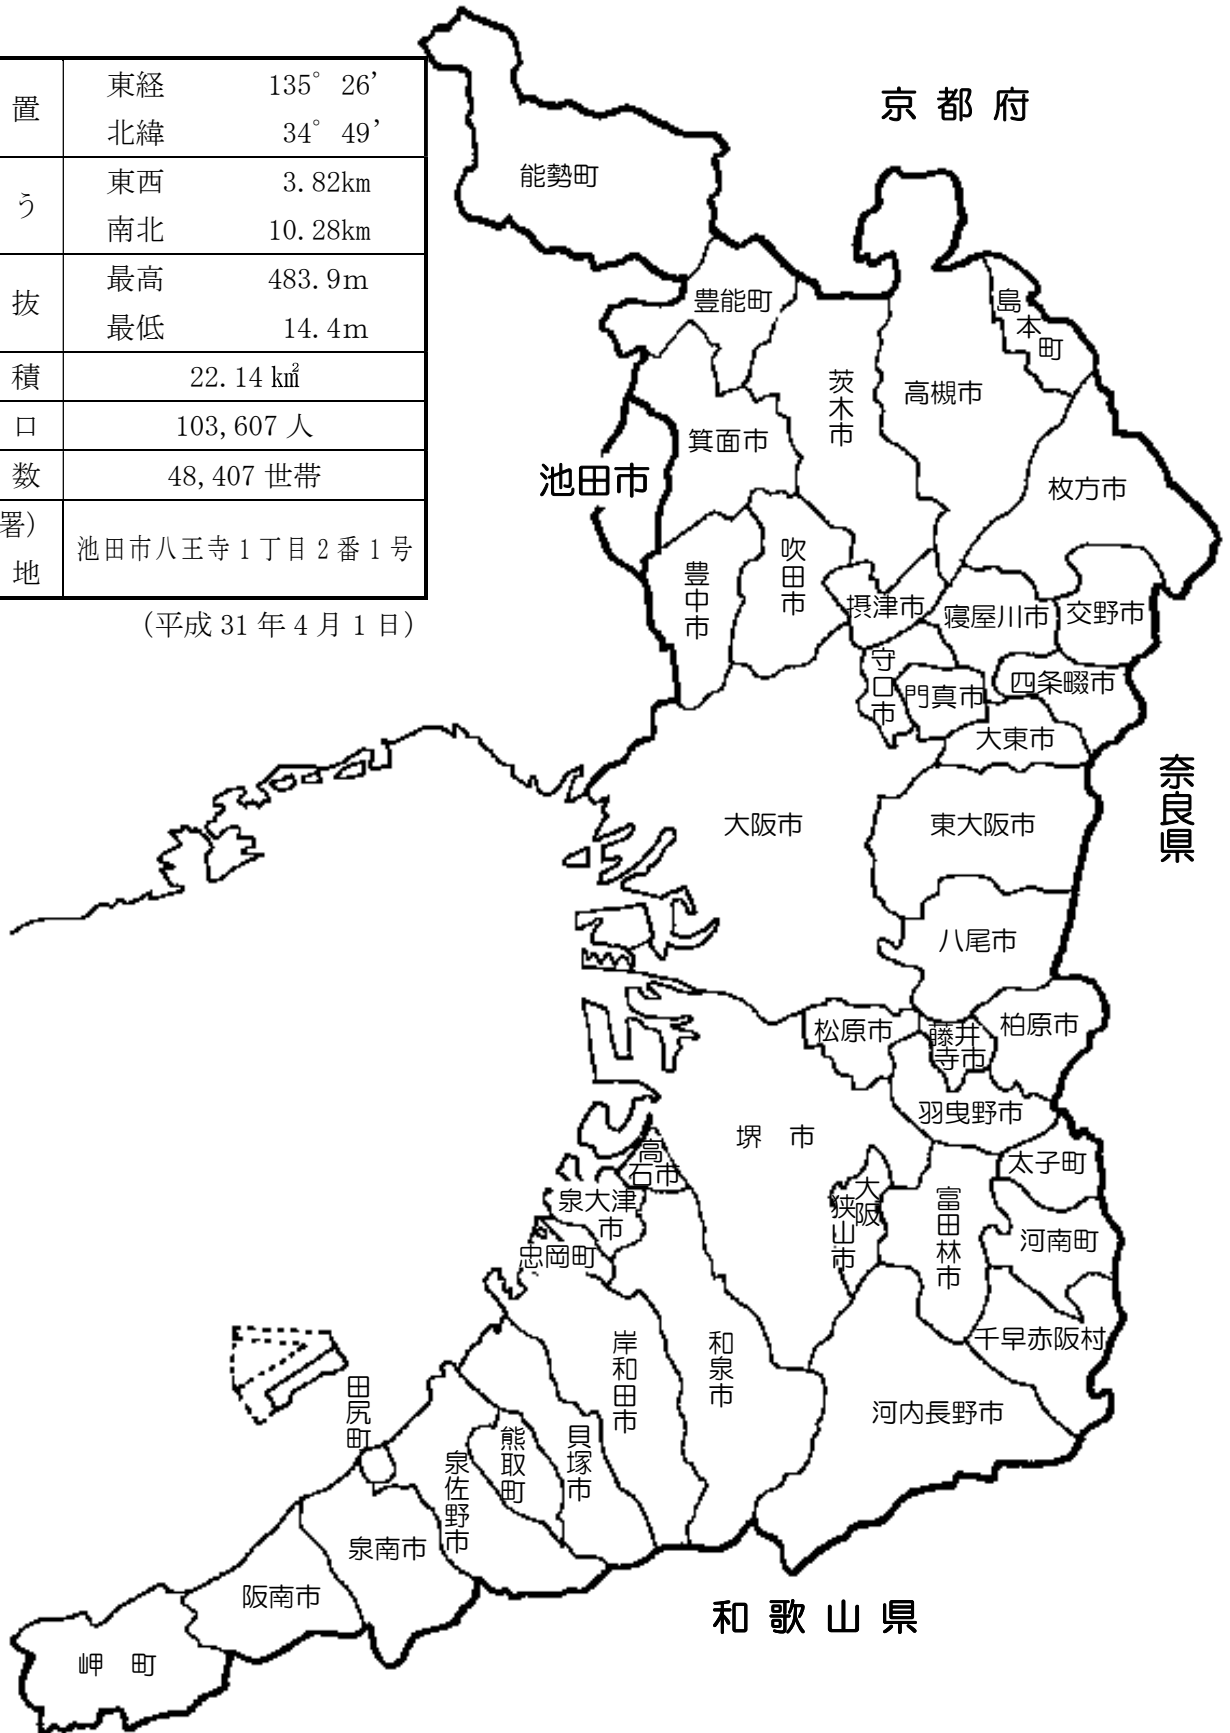 置
東経 135°26’
北緯 34°49’
う
東西 3.82km
南北 10.28km
抜
最高 483.9m
最低 14.4m
積 22.14㎢
口 103,607人
数 48,407世帯
署)
地
池田市八王寺1丁目2番1号
(平成31年4月1日)
京都府
能勢町
豊能町
島本町
茨木市
高槻市
箕面市
池田市
枚方市
吹田市
豊中市
摂津市
寝屋川市
交野市
守口市
門真市
四条畷市
大東市
奈良県
大阪市
東大阪市
八尾市
松原市
藤井寺市
柏原市
羽曳野市
堺 市
高石市
太子町
泉大津市
大阪狭山市
富田林市
河南町
忠岡町
千早赤阪村
岸和田市
和泉市
田尻町
河内長野市
熊取町
貝塚市
泉佐野市
泉南市
阪南市
和歌山県
岬 町